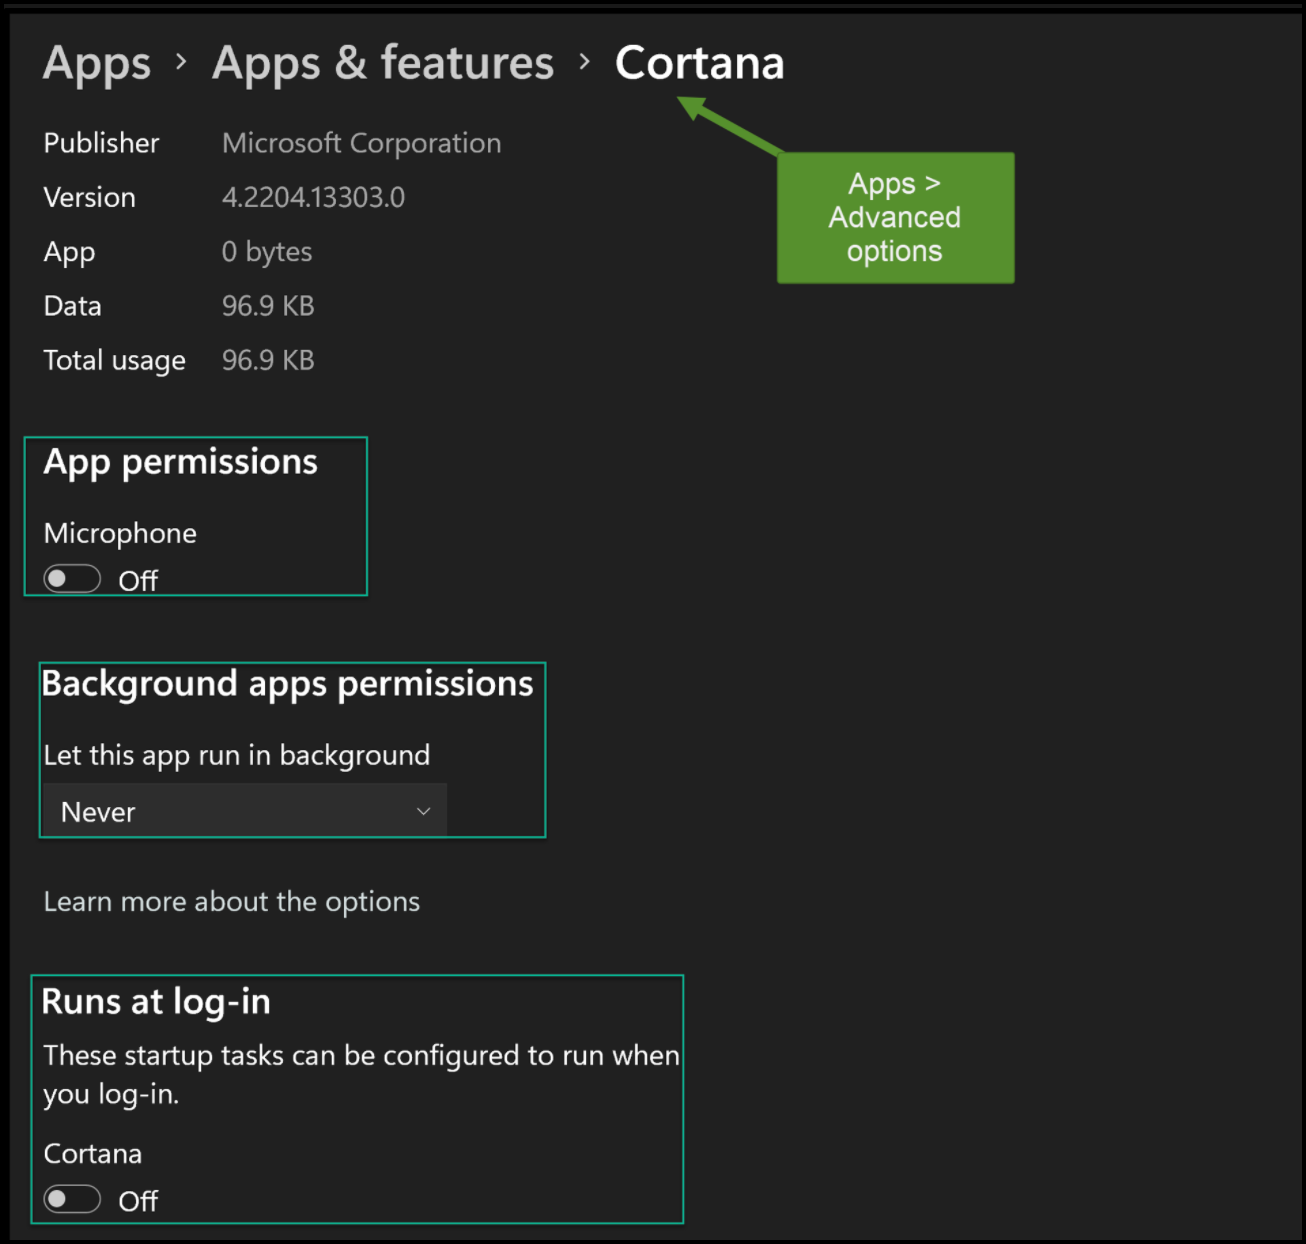 Apps > Apps & features > Cortana
Publisher Microsoft Corporation
Version 4.2204.13303.0
App 0 bytes
Data 96.9 KB
Total usage 96.9 KB
Apps >
Advanced
options
App permissions
Microphone
Off
Background apps permissions
Let this app run in background
Never
Learn more about the options
Runs at log-in
These startup tasks can be configured to run when
you log-in.
Cortana
Off